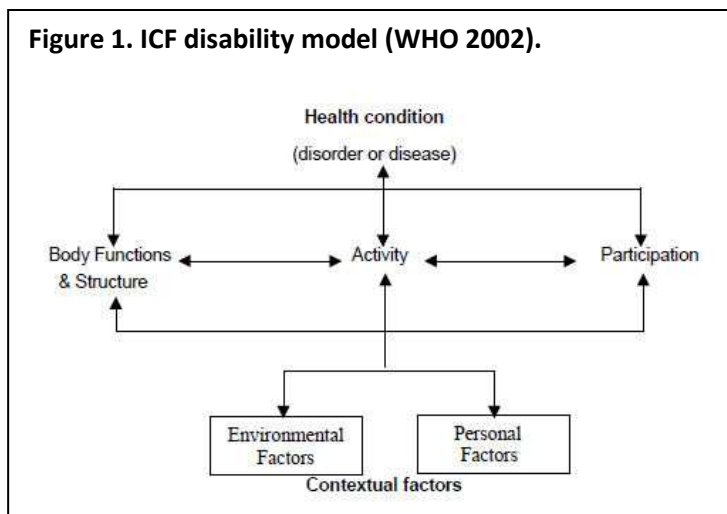 Figure 1. ICF disability model (WHO 2002).
Health condition
(disorder or disease)
Body Functions
& Structure
Activity
Participation
Environmental
Factors
Personal
Factors
Contextual factors